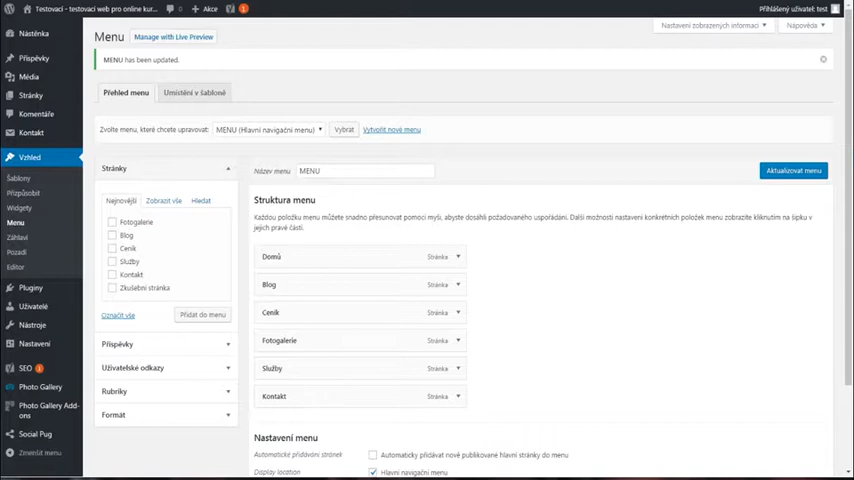 Testovací - testovací web pro online kur...
0
+ Akce
1
Přihlášený uživatel: test
Nástěnka
Příspěvky
Média
Stránky
Komentáře
Kontakt
Vzhled
Šablony
Přizpůsobit
Widgety
Menu
Záhlaví
Pozadí
Editor
Pluginy
Uživatelé
Nástroje
Nastavení
SEO 1
Photo Gallery
Photo Gallery Add-
ons
Social Pug
Zmenšit menu
Nastavení zobrazených informací
Nápověda
Menu
Manage with Live Preview
MENU has been updated.
Přehled menu
Umístění v šabloně
Zvolte menu, které chcete upravovat:
MENU (Hlavní navigační menu)
Vybrat
Vytvořit nové menu
Stránky
Nejnovější
Zobrazit vše
Hledat
Fotogalerie
Blog
Ceník
Služby
Kontakt
Zkušební stránka
Označit vše
Přidat do menu
Příspěvky
Uživatelské odkazy
Rubriky
Formát
Název menu
MENU
Aktualizovat menu
Struktura menu
Každou položku menu můžete snadno přesunovat pomocí myši, abyste dosáhli požadovaného uspořádání. Další možnosti nastavení konkrétních položek menu zobrazíte kliknutím na šipku v
jejich pravé části.
Domů Stránka
Blog Stránka
Ceník Stránka
Fotogalerie Stránka
Služby Stránka
Kontakt Stránka
Nastavení menu
Automatické přidávání stránek
Automaticky přidávat nově publikované hlavní stránky do menu
Display location
Hlavní navigační menu